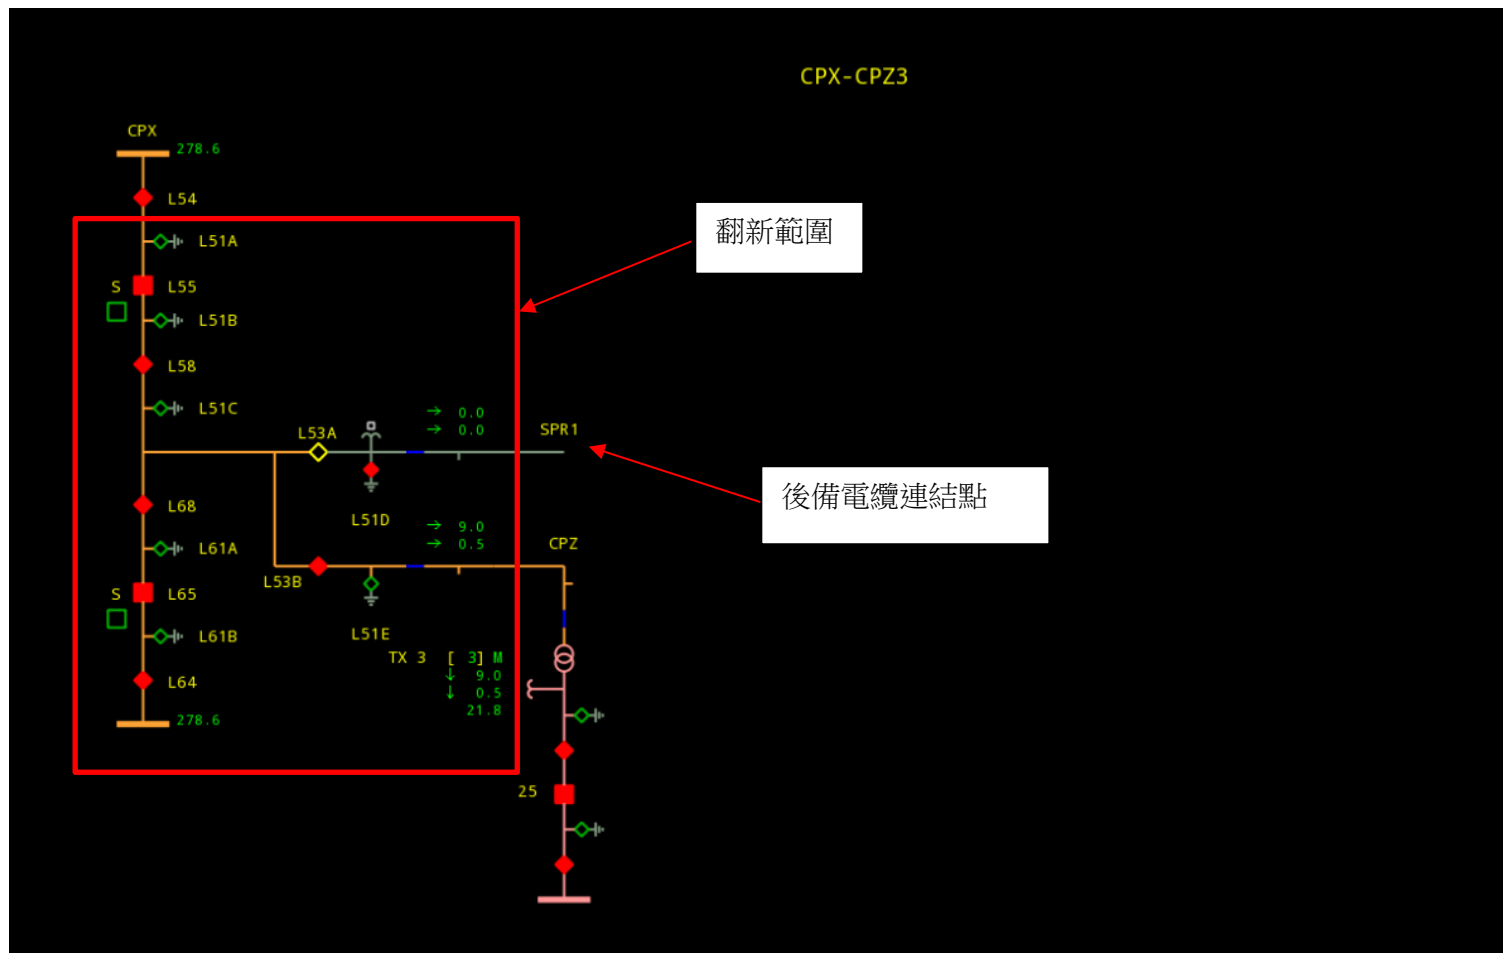 CPX-CPZ3
CPX
278.6
L54
翻新範圍
L51A
S
L55
L51B
L58
L51C
→ 0.0
→ 0.0
L53A
SPR1
後備電纜連結點
L68
L51D
→ 9.0
→ 0.5
CPZ
L61A
L53B
S
L65
L51E
L61B
TX 3 [ 3] M
↓ 9.0
↓ 0.5
21.8
L64
278.6
25